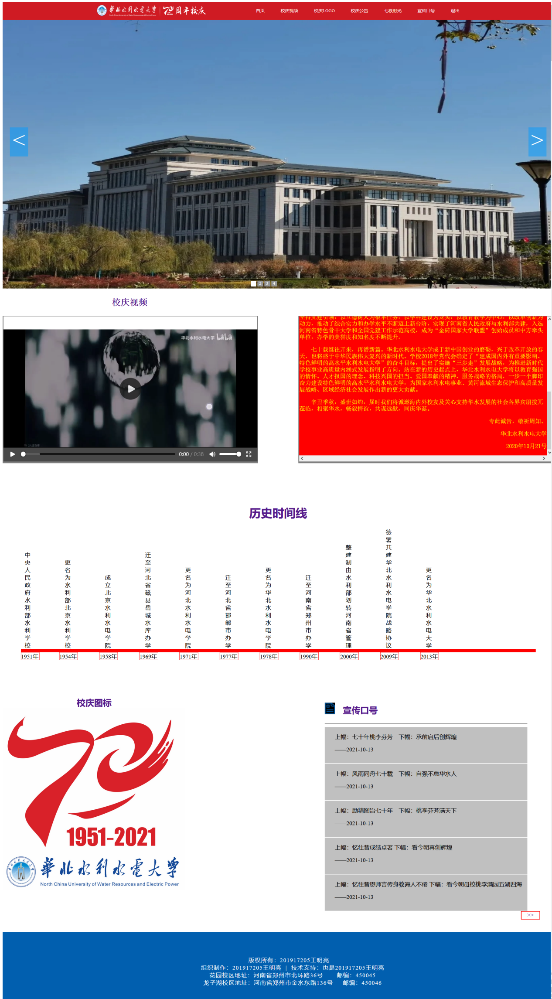 華北水利水電大學 70周年校庆
North China University of Water Resources and Electric Power
首页 校庆视频 校庆LOGO 校庆公告 七秩时光 宣传口号 退出
< >
2 3 4
校庆视频
华北水利水电大学 bilibili
2人正在看
0:00 / 0:38
坚持党建引领，以立德树人为根本任务，以学科建设为龙头，以教育教学为中心，以改革创新为
动力，推动了综合实力和办学水平不断迈上新台阶，实现了河南省人民政府与水利部共建，入选
河南省特色骨干大学和全国党建工作示范高校，成为“金砖国家大学联盟”创始成员和中方牵头
单位，办学的美誉度和知名度不断提升。
七十载继往开来，再谱新篇。华北水利水电大学成于新中国创业的磨砺，兴于改革开放的春
天，也将盛于中华民族伟大复兴的新时代。学校2018年党代会确定了“建成国内外有重要影响、
特色鲜明的高水平水利水电大学”的奋斗目标，提出了实施“三步走”发展战略，为推进新时代
学校事业高质量内涵式发展指明了方向。站在新的历史起点上，华北水利水电大学将以教育强国
的情怀、人才报国的理念、科技兴国的担当、爱国奉献的精神、服务战略的格局，一步一个脚印
奋力建设特色鲜明的高水平水利水电大学，为国家水利水电事业、黄河流域生态保护和高质量发
展战略、区域经济社会发展作出新的更大贡献。
辛丑季秋，盛世如约，届时我们将诚邀海内外校友及关心支持华水发展的社会各界宾朋拨冗
莅临，相聚华水，畅叙情谊，共谋远猷，同庆华诞。
专此诚告，敬祈周知。
华北水利水电大学
2020年10月21号
历史时间线
中央人民政府水利部水利学校
更名为水利部北京水利学校
成立北京水利水电学院
迁至河北省磁县岳城水库办学
更名为河北水利水电学院
迁至河北省邯郸市办学
更名为华北水利水电学院
迁至河南省郑州市办学
整建制由水利部划转河南省管理
签署共建华北水利水电学院战略协议
更名为华北水利水电大学
1951年 1954年 1958年 1969年 1971年 1977年 1978年 1990年 2000年 2009年 2013年
校庆图标
70
1951-2021
華北水利水電大學
North China University of Water Resources and Electric Power
宣传口号
上幅：七十年桃李芬芳 下幅：承前启后创辉煌
——2021-10-13
上幅：风雨同舟七十载 下幅：自强不息华水人
——2021-10-13
上幅：励精图治七十年 下幅：桃李芬芳满天下
——2021-10-13
上幅：忆往昔成绩卓著 下幅：看今朝再创辉煌
——2021-10-13
上幅：忆往昔恩师言传身教诲人不倦 下幅：看今朝母校桃李满园五湖四海
——2021-10-13
>>
版权所有：201917205王明亮
组织制作：201917205王明亮 | 技术支持：也是201917205王明亮
花园校区地址：河南省郑州市北环路36号 邮编：450045
龙子湖校区地址：河南省郑州市金水东路136号 邮编：450046